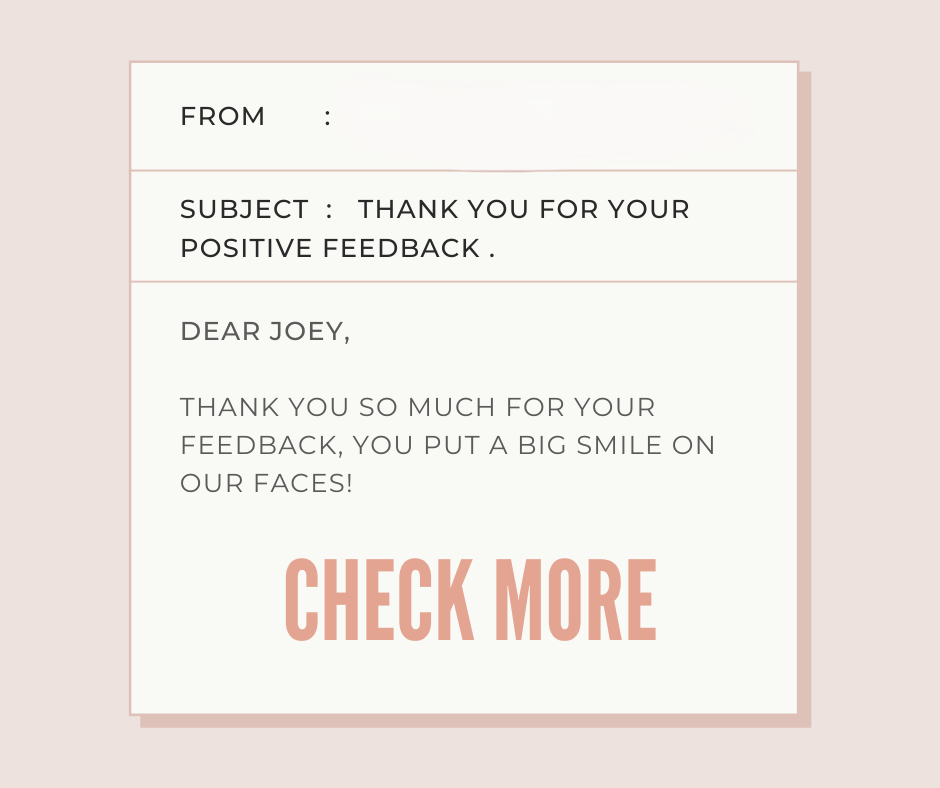 FROM :
SUBJECT : THANK YOU FOR YOUR
POSITIVE FEEDBACK .
DEAR JOEY,
THANK YOU SO MUCH FOR YOUR
FEEDBACK, YOU PUT A BIG SMILE ON
OUR FACES!
CHECK MORE